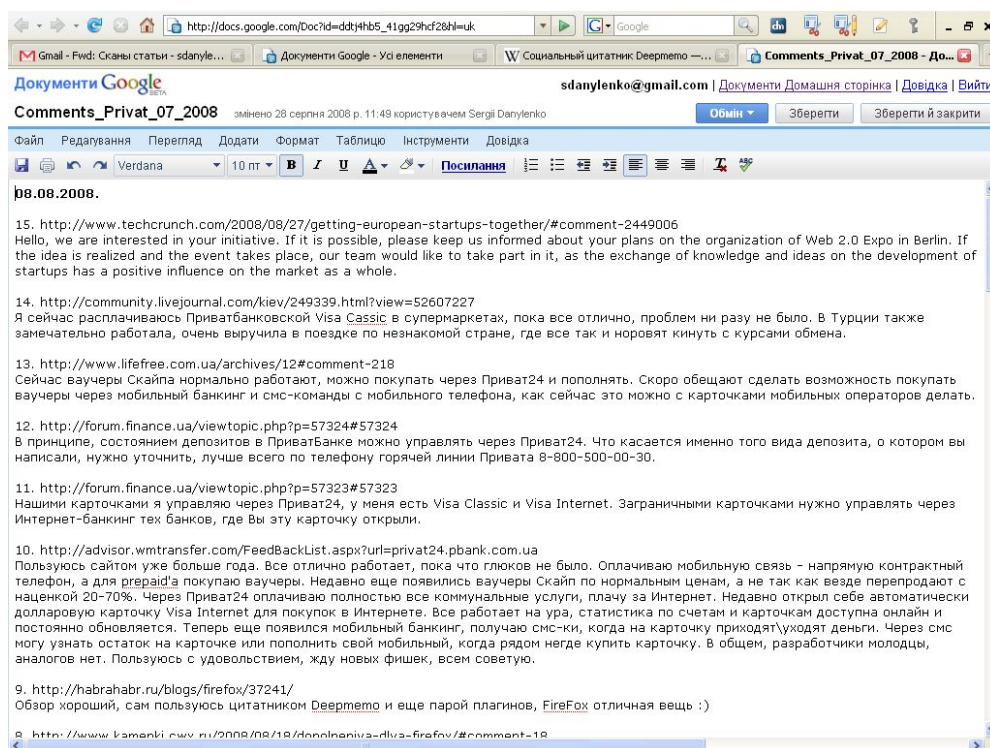 http://docs.google.com/Doc?id=ddtj4hb5_41gg29hcf28&hl=uk
Google
Gmail - Fwd: Сканы статьи - sdanyle...
Документи Google - Усі елементи
Социальный цитатник Deepmemo —...
Comments_Privat_07_2008 - До...
Документи Google BETA
sdanylenko@gmail.com | Документи Домашня сторінка | Довідка | Вийти
Comments_Privat_07_2008 змінено 28 серпня 2008 р. 11:49 користувачем Sergii Danylenko
Обмін Зберегти Зберегти й закрити
Файл Редагування Перегляд Додати Формат Таблицю Інструменти Довідка
Verdana 10 пт B I U A Посилання
08.08.2008.
15. http://www.techcrunch.com/2008/08/27/getting-european-startups-together/#comment-2449006
Hello, we are interested in your initiative. If it is possible, please keep us informed about your plans on the organization of Web 2.0 Expo in Berlin. If
the idea is realized and the event takes place, our team would like to take part in it, as the exchange of knowledge and ideas on the development of
startups has a positive influence on the market as a whole.
14. http://community.livejournal.com/kiev/249339.html?view=52607227
Я сейчас расплачиваюсь Приватбанковской Visa Cassic в супермаркетах, пока все отлично, проблем ни разу не было. В Турции также
замечательно работала, очень выручила в поездке по незнакомой стране, где все так и норовят кинуть с курсами обмена.
13. http://www.lifefree.com.ua/archives/12#comment-218
Сейчас ваучеры Скайпа нормально работают, можно покупать через Приват24 и пополнять. Скоро обещают сделать возможность покупать
ваучеры через мобильный банкинг и смс-команды с мобильного телефона, как сейчас это можно с карточками мобильных операторов делать.
12. http://forum.finance.ua/viewtopic.php?p=57324#57324
В принципе, состоянием депозитов в ПриватБанке можно управлять через Приват24. Что касается именно того вида депозита, о котором вы
написали, нужно уточнить, лучше всего по телефону горячей линии Привата 8-800-500-00-30.
11. http://forum.finance.ua/viewtopic.php?p=57323#57323
Нашими карточками я управляю через Приват24, у меня есть Visa Classic и Visa Internet. Заграничными карточками нужно управлять через
Интернет-банкинг тех банков, где Вы эту карточку открыли.
10. http://advisor.wmtransfer.com/FeedBackList.aspx?url=privat24.pbank.com.ua
Пользуюсь сайтом уже больше года. Все отлично работает, пока что глюков не было. Оплачиваю мобильную связь - напрямую контрактный
телефон, а для prepaid'а покупаю ваучеры. Недавно еще появились ваучеры Скайп по нормальным ценам, а не так как везде перепродают с
наценкой 20-70%. Через Приват24 оплачиваю полностью все коммунальные услуги, плачу за Интернет. Недавно открыл себе автоматически
долларовую карточку Visa Internet для покупок в Интернете. Все работает на ура, статистика по счетам и карточкам доступна онлайн и
постоянно обновляется. Теперь еще появился мобильный банкинг, получаю смс-ки, когда на карточку приходят\уходят деньги. Через смс
могу узнать остаток на карточке или пополнить свой мобильный, когда рядом негде купить карточку. В общем, разработчики молодцы,
аналогов нет. Пользуюсь с удовольствием, жду новых фишек, всем советую.
9. http://habrahabr.ru/blogs/firefox/37241/
Обзор хороший, сам пользуюсь цитатником Deepmemo и еще парой плагинов, FireFox отличная вещь :)
8. http://www.kamenki.cwx.ru/2008/08/18/dopolneniya-dlya-firefox/#comment-18